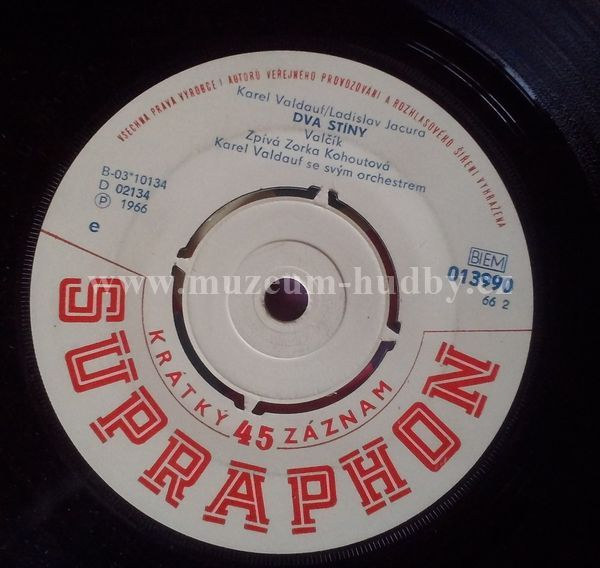 VŠECHNA PRÁVA VÝROBCE I AUTORŮ VEŘEJNÉHO PROVOZOVÁNÍ A ROZHLASOVÉHO ŠÍŘENÍ VYHRAZENA
Karel Valdauf/Ladislav Jacura
DVA STÍNY
Valčík
Zpívá Zorka Kohoutová
Karel Valdauf se svým orchestrem
B-03*10134
D 02134
Ⓟ 1966
e
BIEM
013990
66 2
www.muzeum-hudby.cz
KRÁTKÝ 45 ZÁZNAM
SUPRAPHON